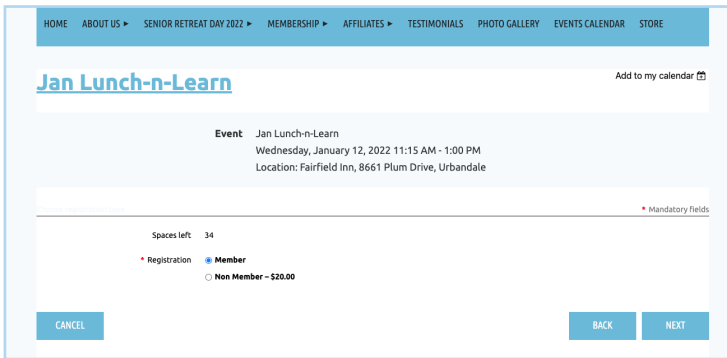 HOME ABOUT US ► SENIOR RETREAT DAY 2022 ► MEMBERSHIP ► AFFILIATES ► TESTIMONIALS PHOTO GALLERY EVENTS CALENDAR STORE
Jan Lunch-n-Learn
Add to my calendar
Event Jan Lunch-n-Learn
Wednesday, January 12, 2022 11:15 AM - 1:00 PM
Location: Fairfield Inn, 8661 Plum Drive, Urbandale
* Mandatory fields
Spaces left 34
* Registration Member
Non Member – $20.00
CANCEL BACK NEXT